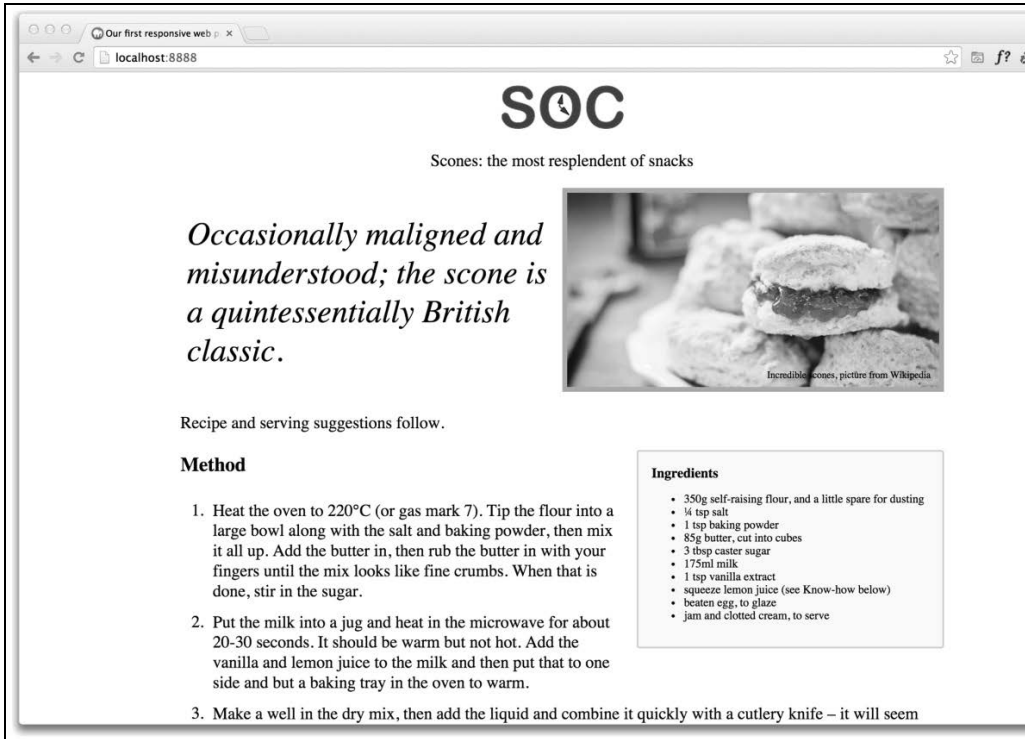 Our first responsive web p
localhost:8888
f?
SOC
Scones: the most resplendent of snacks
Occasionally maligned and
misunderstood; the scone is
a quintessentially British
classic.
Incredible scones, picture from Wikipedia
Recipe and serving suggestions follow.
Method
1. Heat the oven to 220°C (or gas mark 7). Tip the flour into a
large bowl along with the salt and baking powder, then mix
it all up. Add the butter in, then rub the butter in with your
fingers until the mix looks like fine crumbs. When that is
done, stir in the sugar.
2. Put the milk into a jug and heat in the microwave for about
20-30 seconds. It should be warm but not hot. Add the
vanilla and lemon juice to the milk and then put that to one
side and but a baking tray in the oven to warm.
3. Make a well in the dry mix, then add the liquid and combine it quickly with a cutlery knife – it will seem
Ingredients
• 350g self-raising flour, and a little spare for dusting
• ¼ tsp salt
• 1 tsp baking powder
• 85g butter, cut into cubes
• 3 tbsp caster sugar
• 175ml milk
• 1 tsp vanilla extract
• squeeze lemon juice (see Know-how below)
• beaten egg, to glaze
• jam and clotted cream, to serve